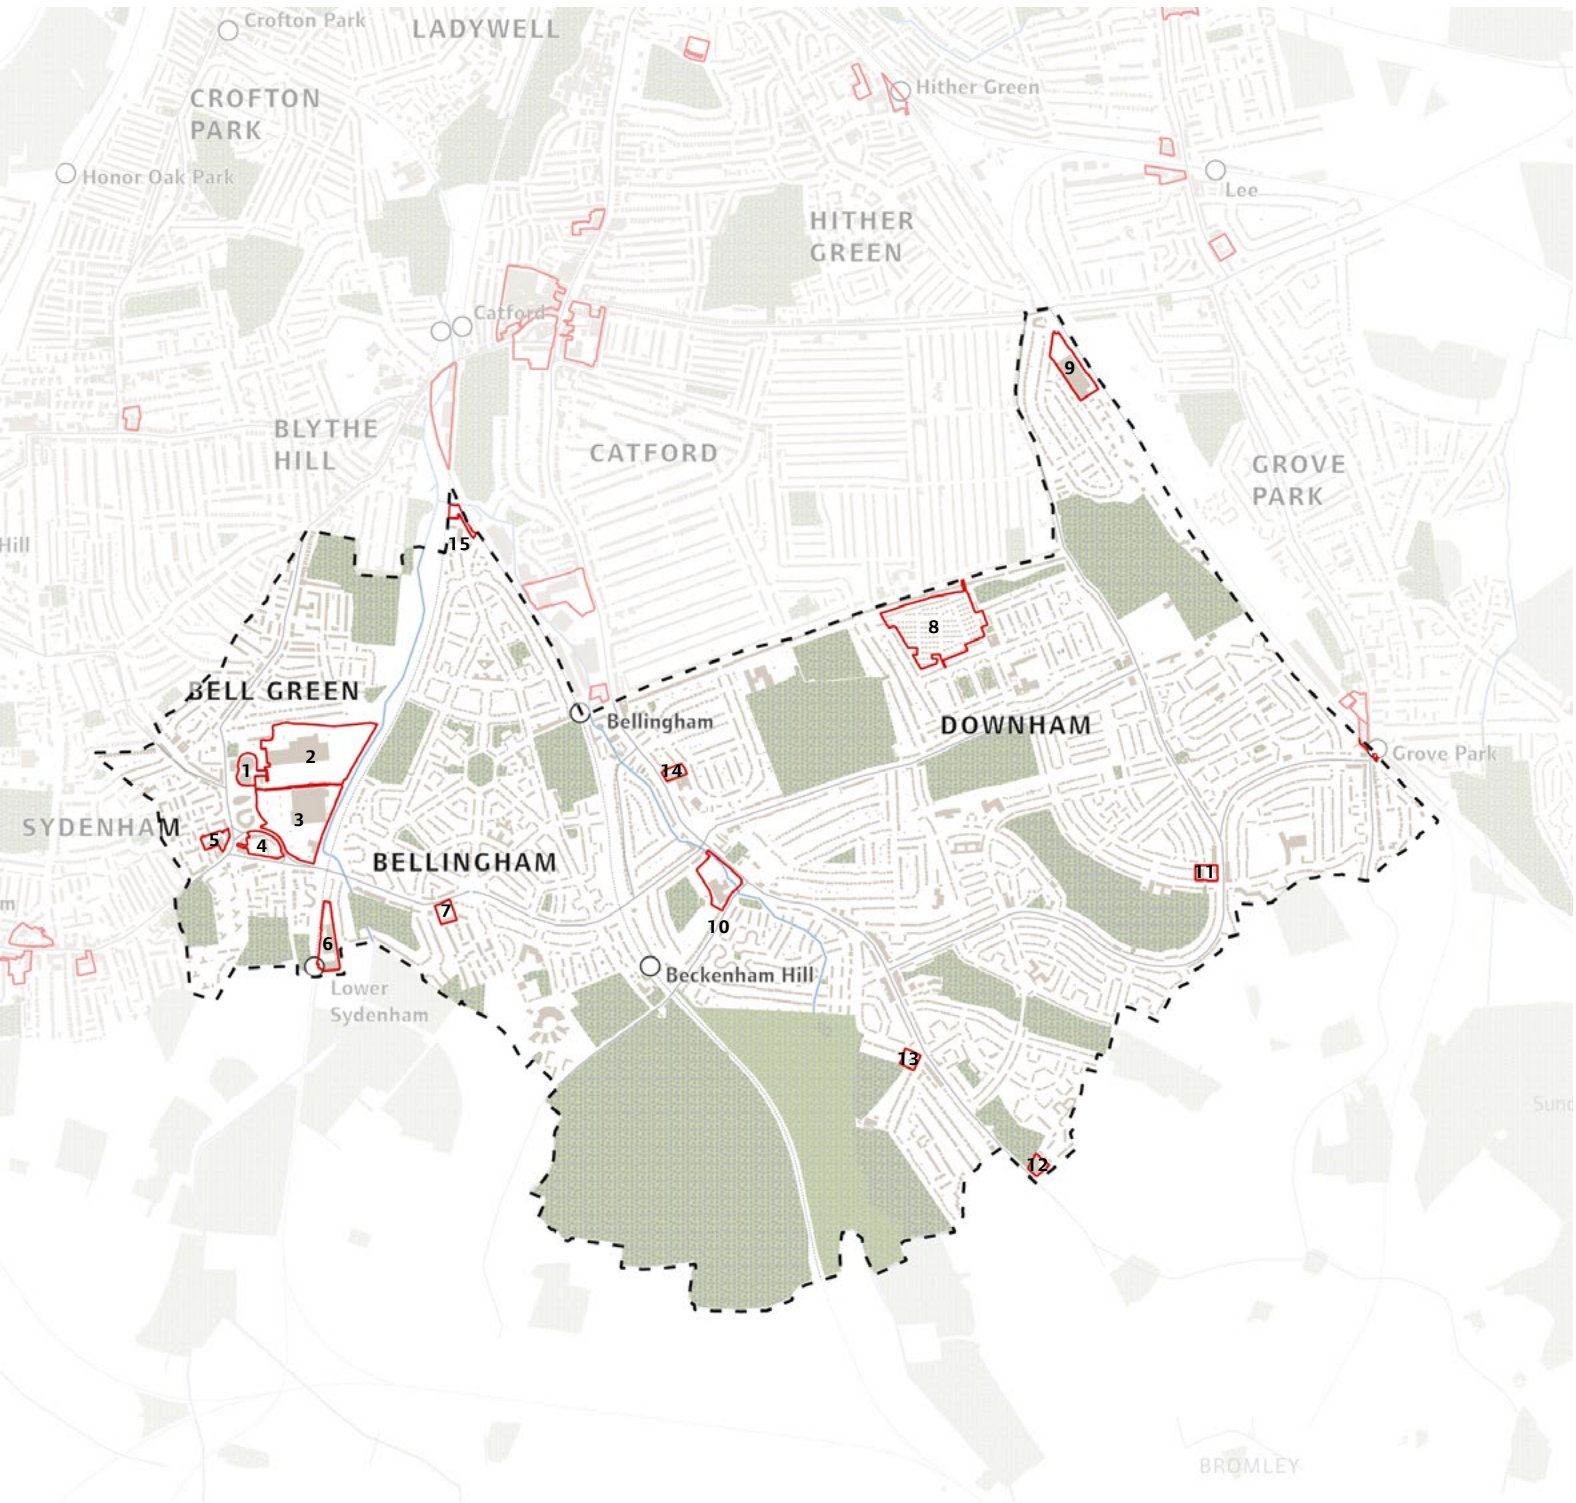 Crofton Park
LADYWELL
Hither Green
CROFTON
PARK
Honor Oak Park
Lee
HITHER
GREEN
Catford
9
BLYTHE
HILL
CATFORD
GROVE
PARK
15
Hill
8
BELL GREEN
Bellingham
DOWNHAM
2
Grove Park
1
14
3
SYDENHAM
5
4
BELLINGHAM
11
7
10
m
6
Beckenham Hill
Lower
Sydenham
13
Sund
12
BROMLEY